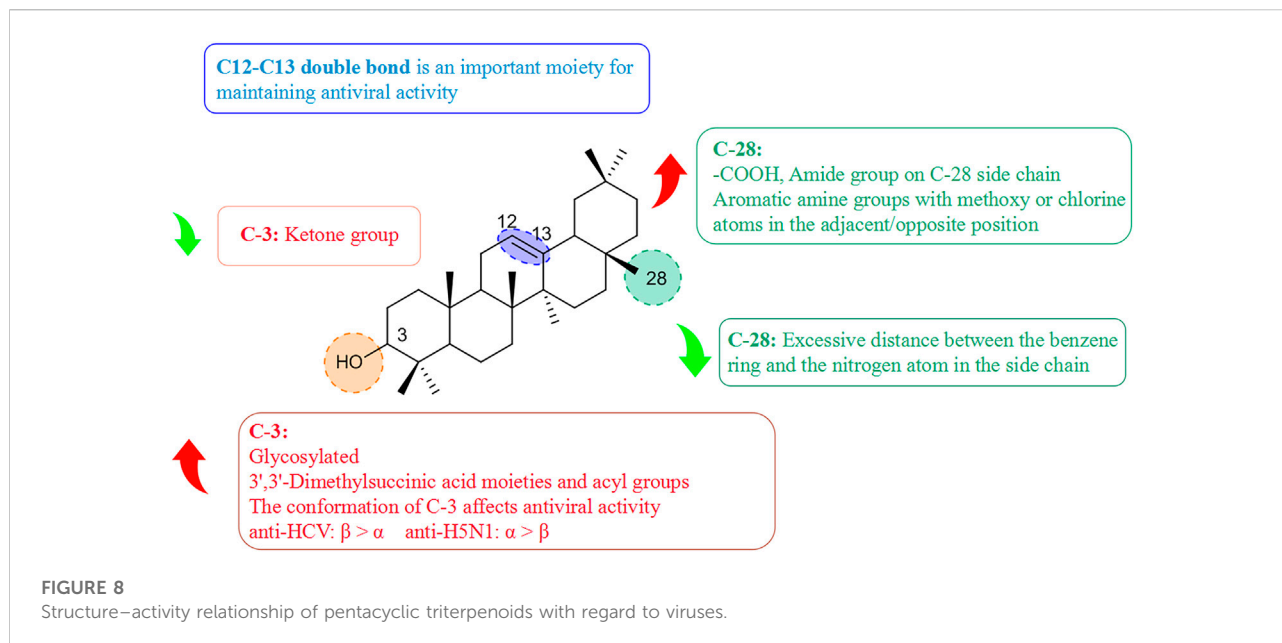 C12-C13 double bond is an important moiety for
maintaining antiviral activity
C-28:
-COOH, Amide group on C-28 side chain
Aromatic amine groups with methoxy or chlorine
atoms in the adjacent/opposite position
C-3: Ketone group
12
13
28
3
HO
C-28: Excessive distance between the benzene
ring and the nitrogen atom in the side chain
C-3:
Glycosylated
3',3'-Dimethylsuccinic acid moieties and acyl groups
The conformation of C-3 affects antiviral activity
anti-HCV: β > α anti-H5N1: α > β
FIGURE 8
Structure–activity relationship of pentacyclic triterpenoids with regard to viruses.